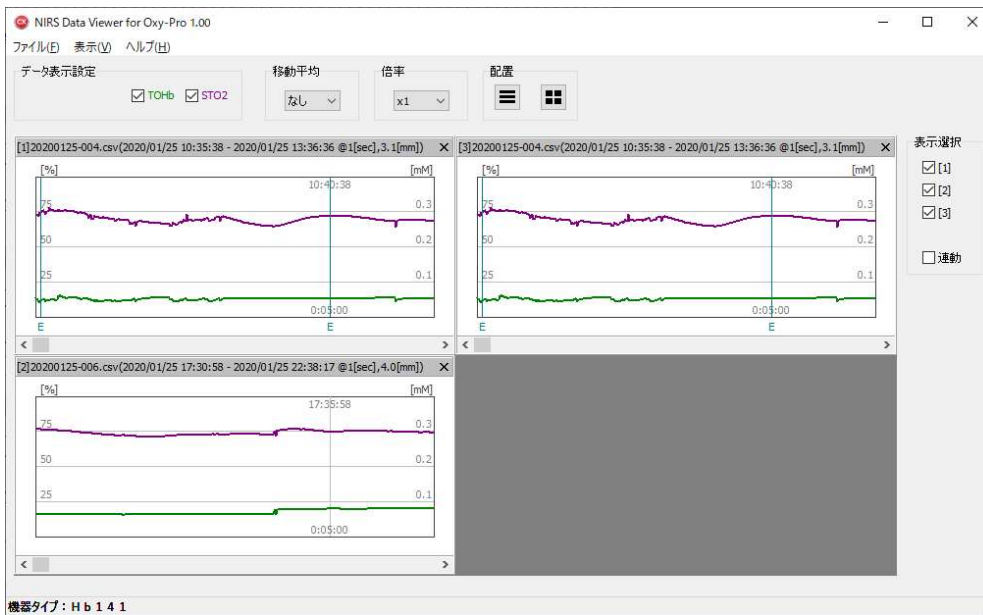 NIRS Data Viewer for Oxy-Pro 1.00
ファイル(F) 表示(V) ヘルプ(H)
データ表示設定 移動平均 倍率 配置
TOHb STO2 なし x1
[1]20200125-004.csv(2020/01/25 10:35:38 - 2020/01/25 13:36:36 @1[sec],3.1[mm])
[%] [mM]
10:40:38
75 0.3
50 0.2
25 0.1
0:05:00
E E
[3]20200125-004.csv(2020/01/25 10:35:38 - 2020/01/25 13:36:36 @1[sec],3.1[mm])
[%] [mM]
10:40:38
75 0.3
50 0.2
25 0.1
0:05:00
E E
表示選択
[1]
[2]
[3]
連動
[2]20200125-006.csv(2020/01/25 17:30:58 - 2020/01/25 22:38:17 @1[sec],4.0[mm])
[%] [mM]
17:35:58
75 0.3
50 0.2
25 0.1
0:05:00
機器タイプ：Ｈｂ１４１